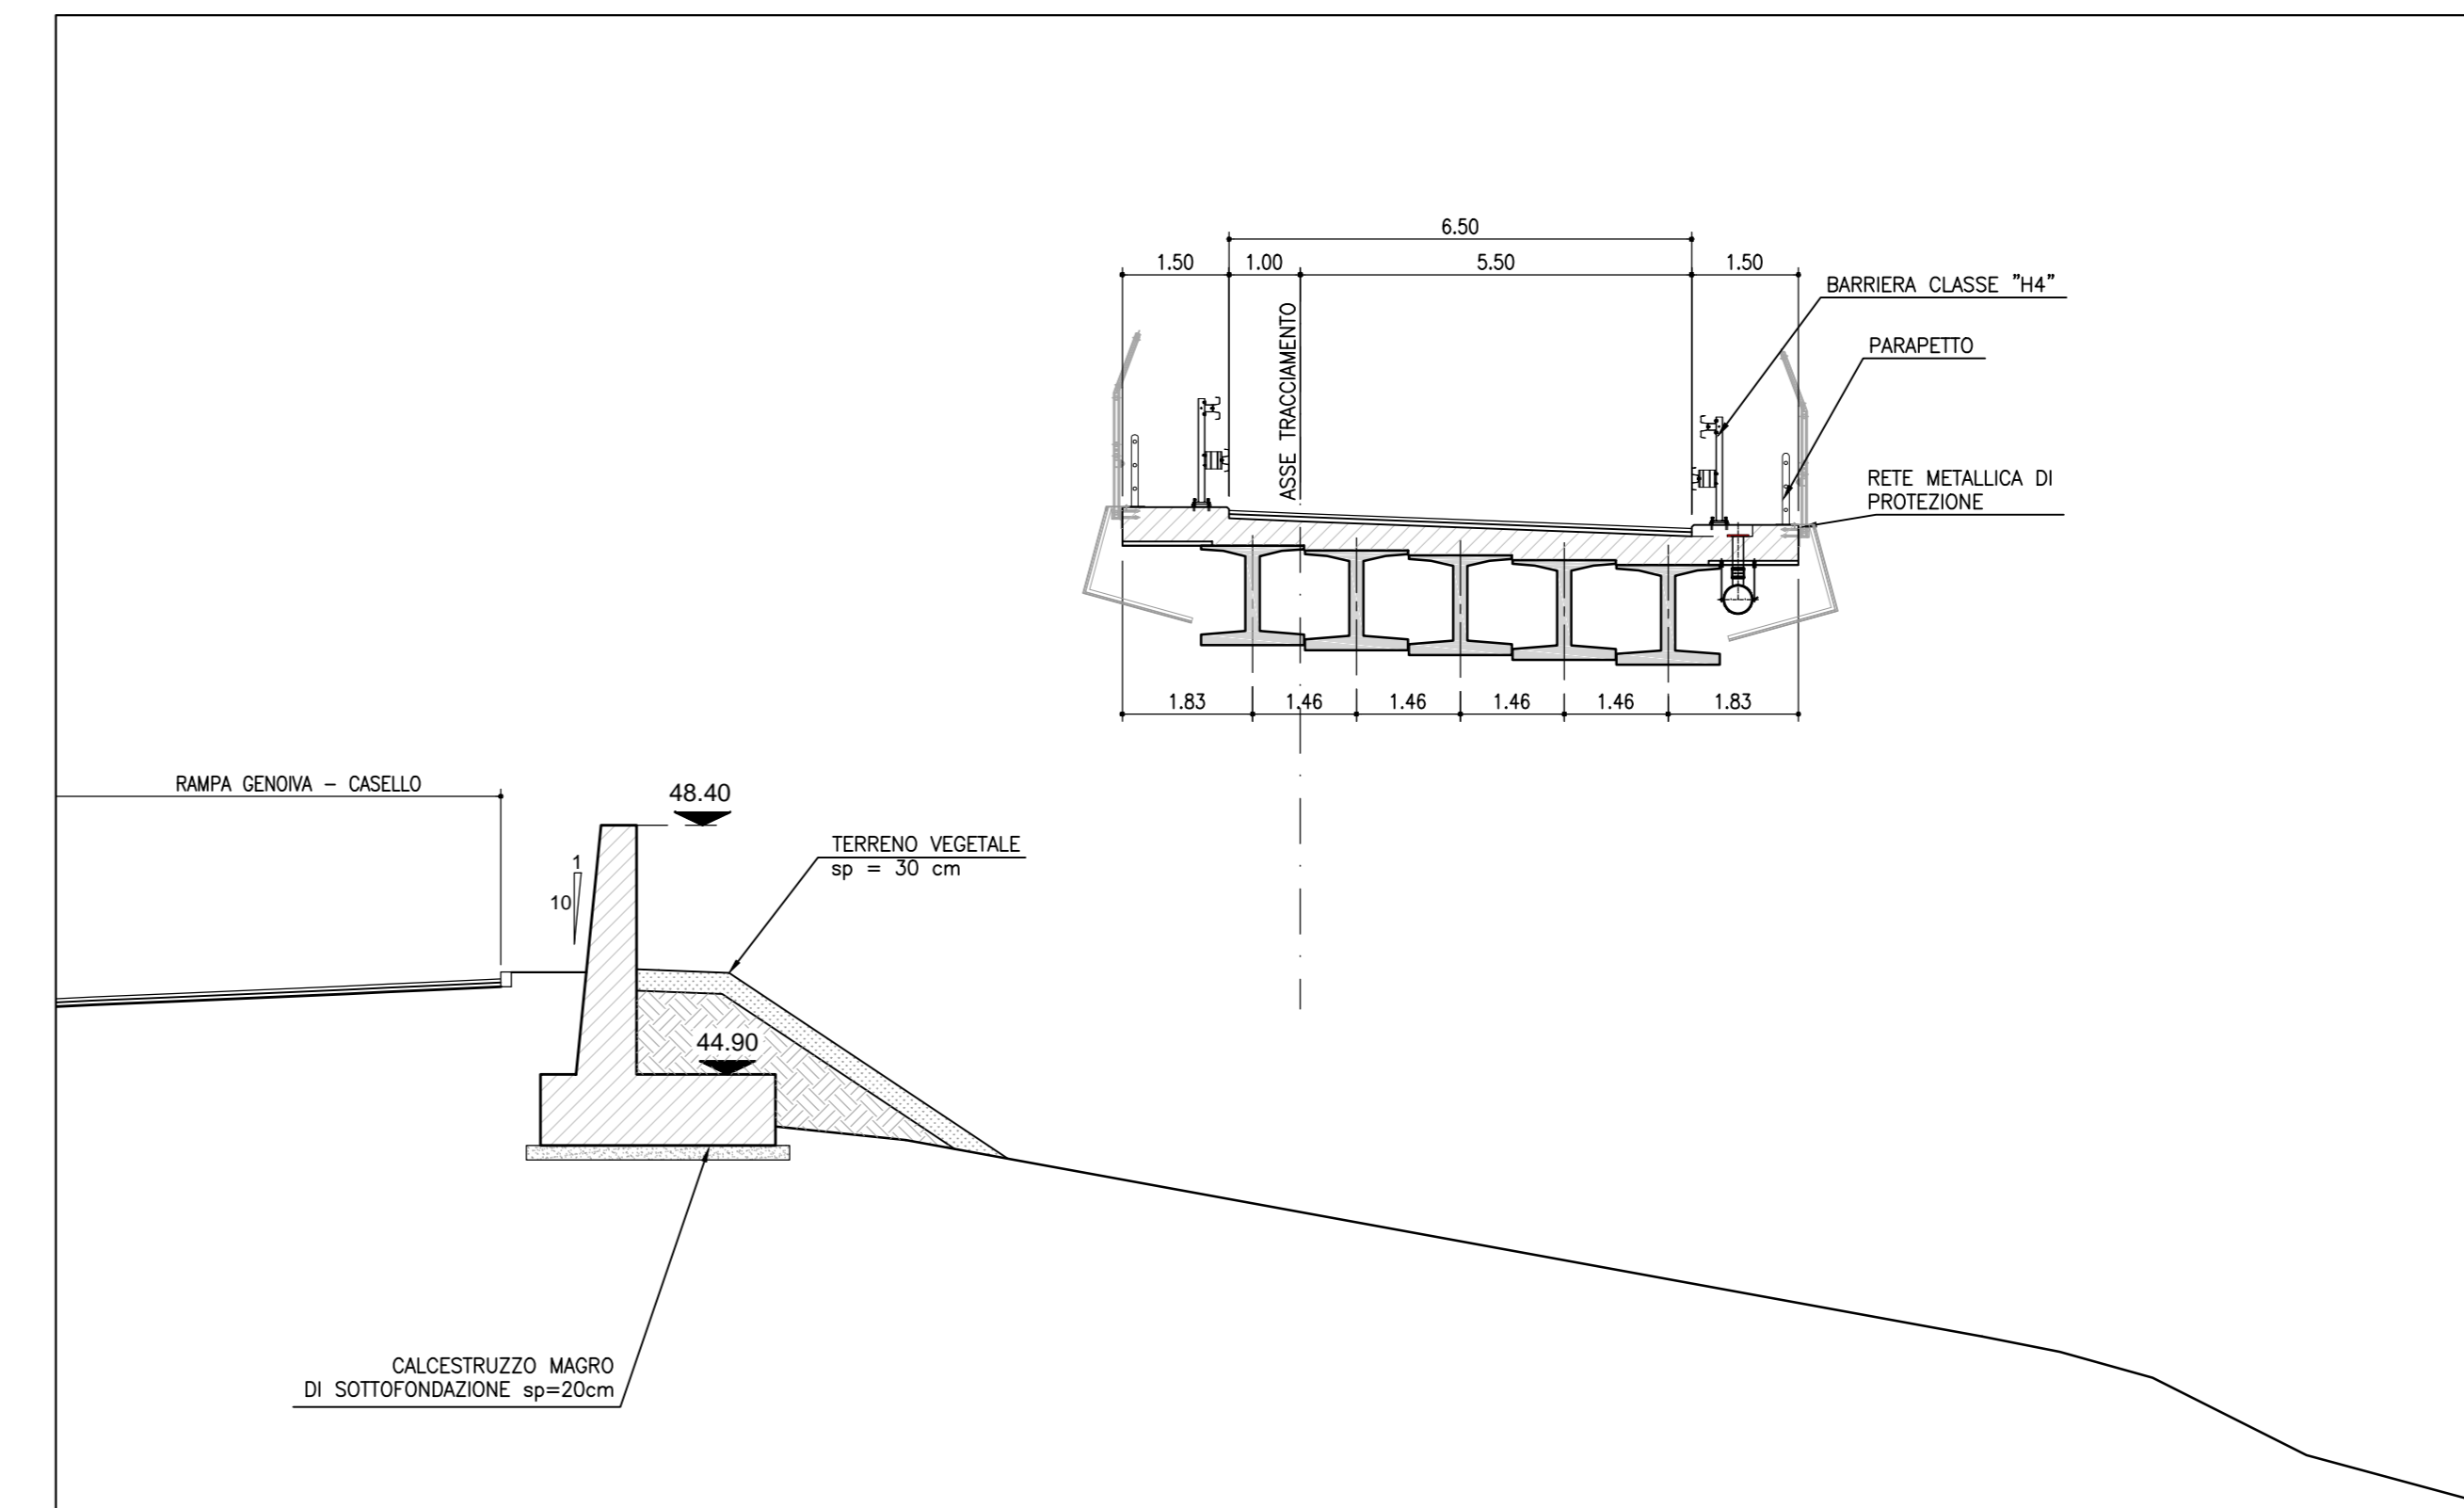 6.50
1.50
1.00
5.50
1.50
BARRIERA CLASSE "H4"
ASSE TRACCIAMENTO
PARAPETTO
RETE METALLICA DI
PROTEZIONE
1.83
1.46
1.46
1.46
1.46
1.83
RAMPA GENOIVA – CASELLO
48.40
TERRENO VEGETALE
sp = 30 cm
1
10
44.90
CALCESTRUZZO MAGRO
DI SOTTOFONDAZIONE sp=20cm